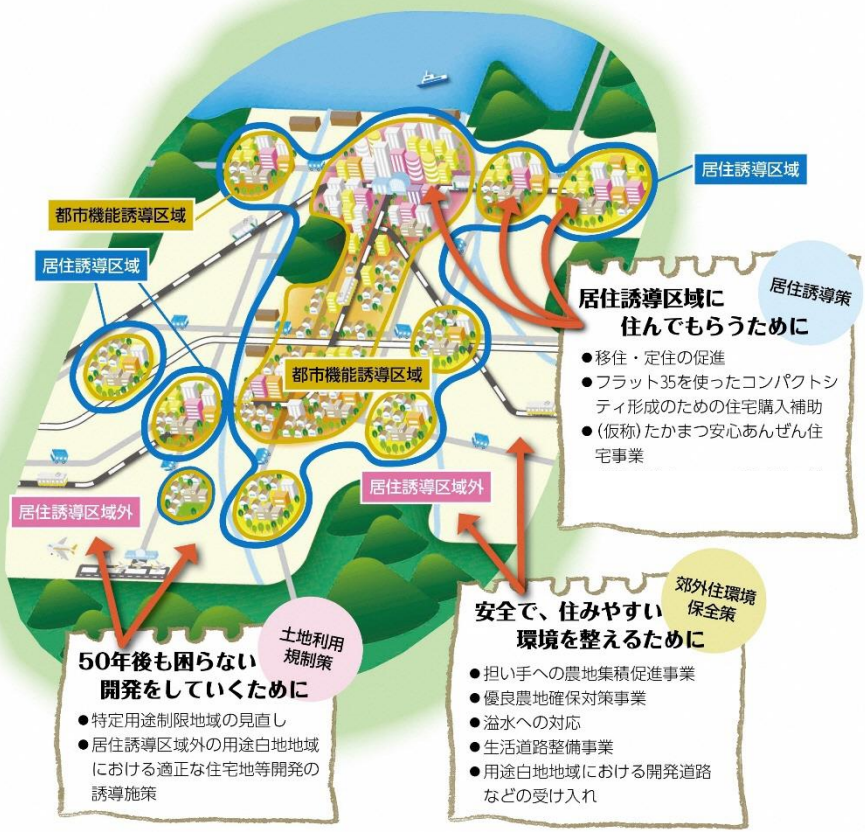 居住誘導区域
都市機能誘導区域
居住誘導区域
都市機能誘導区域
居住誘導区域外
居住誘導区域外
居住誘導策
居住誘導区域に
住んでもらうために
●移住・定住の促進
●フラット35を使ったコンパクトシ
ティ形成のための住宅購入補助
●(仮称)たかまつ安心あんぜん住
宅事業
土地利用
規制策
50年後も困らない
開発をしていくために
●特定用途制限地域の見直し
●居住誘導区域外の用途白地地域
における適正な住宅地等開発の
誘導施策
郊外住環境
保全策
安全で、住みやすい
環境を整えるために
●担い手への農地集積促進事業
●優良農地確保対策事業
●溢水への対応
●生活道路整備事業
●用途白地地域における開発道路
などの受け入れ